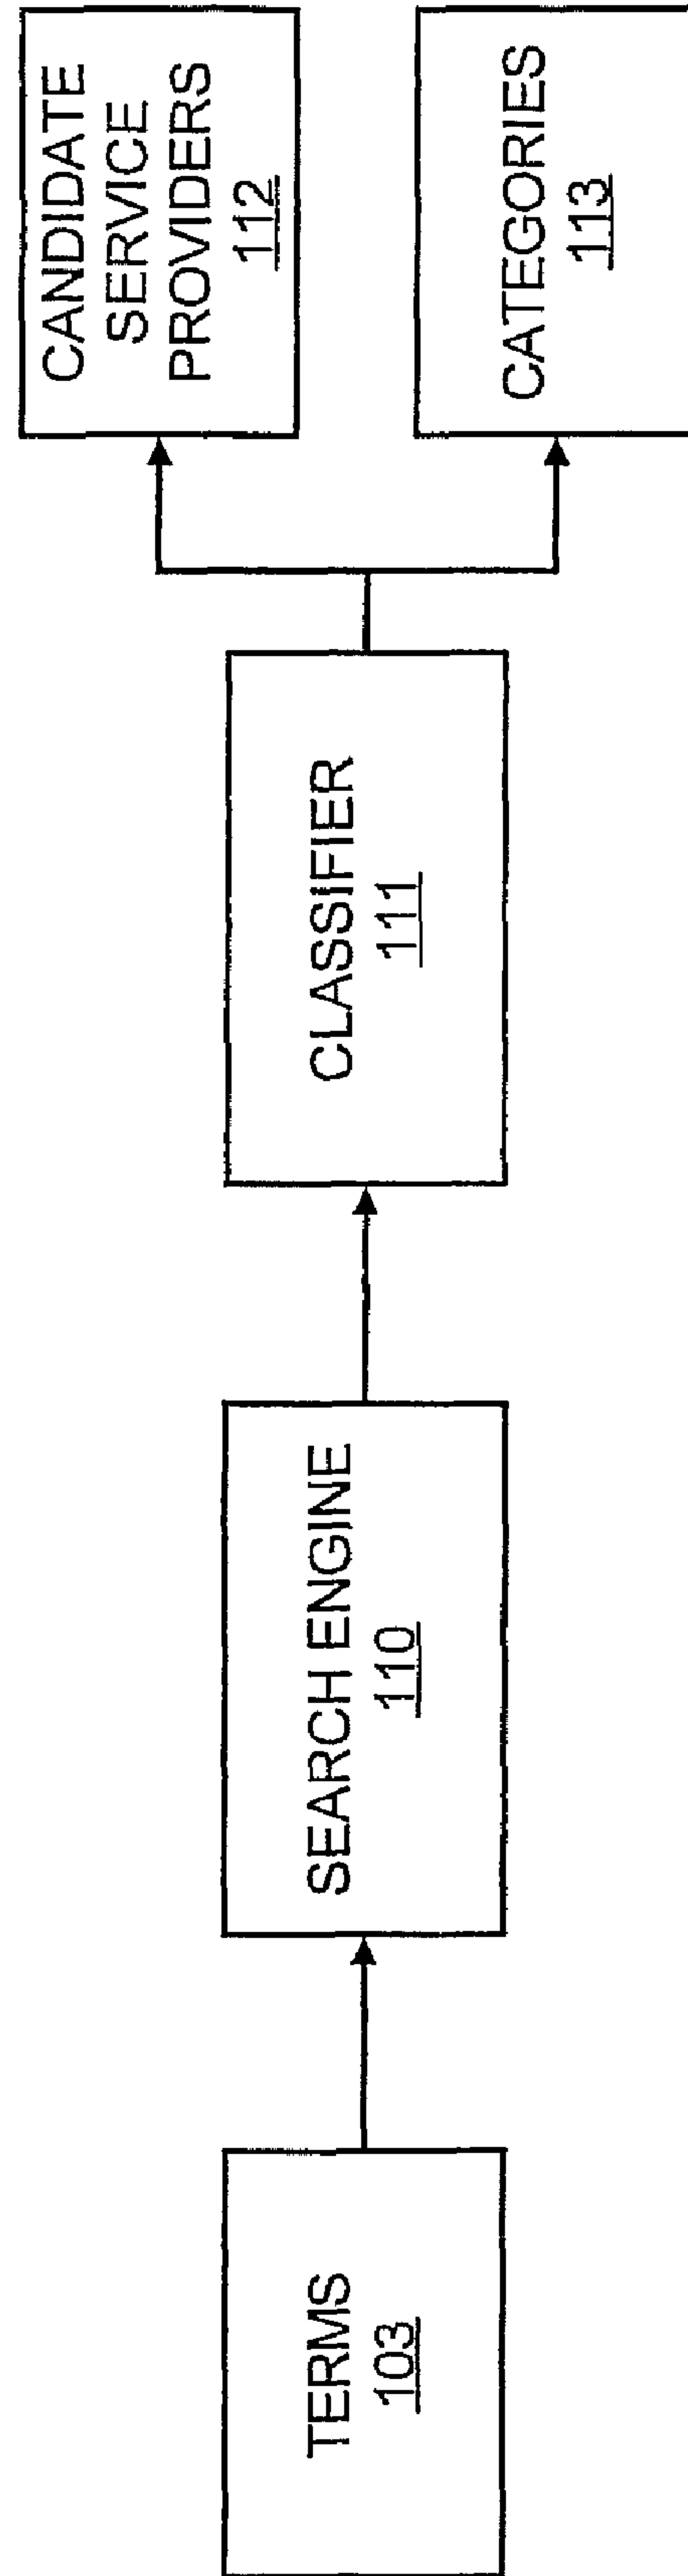 TERMS
103
SEARCH ENGINE
110
CLASSIFIER
111
CANDIDATE
SERVICE
PROVIDERS
112
CATEGORIES
113